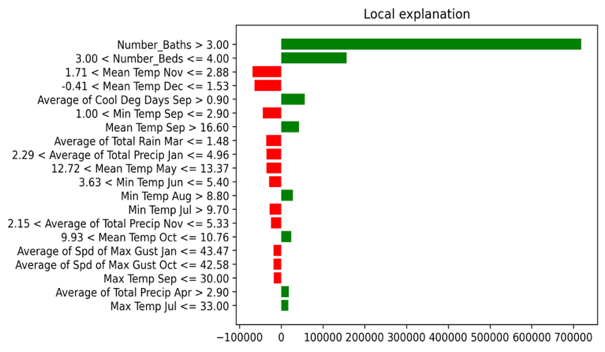 Local explanation
Number_Baths > 3.00
3.00 < Number_Beds <= 4.00
1.71 < Mean Temp Nov <= 2.88
-0.41 < Mean Temp Dec <= 1.53
Average of Cool Deg Days Sep > 0.90
1.00 < Min Temp Sep <= 2.90
Mean Temp Sep > 16.60
Average of Total Rain Mar <= 1.48
2.29 < Average of Total Precip Jan <= 4.96
12.72 < Mean Temp May <= 13.37
3.63 < Min Temp Jun <= 5.40
Min Temp Aug > 8.80
Min Temp Jul > 9.70
2.15 < Average of Total Precip Nov <= 5.33
9.93 < Mean Temp Oct <= 10.76
Average of Spd of Max Gust Jan <= 43.47
Average of Spd of Max Gust Oct <= 42.58
Max Temp Sep <= 30.00
Average of Total Precip Apr > 2.90
Max Temp Jul <= 33.00
−100000 0 100000 200000 300000 400000 500000 600000 700000